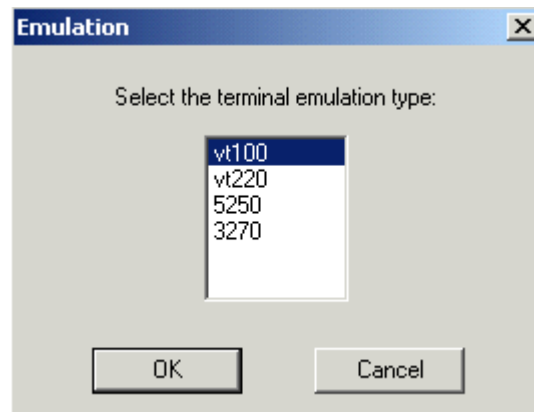 Emulation
Select the terminal emulation type:
vt100
vt220
5250
3270
OK Cancel